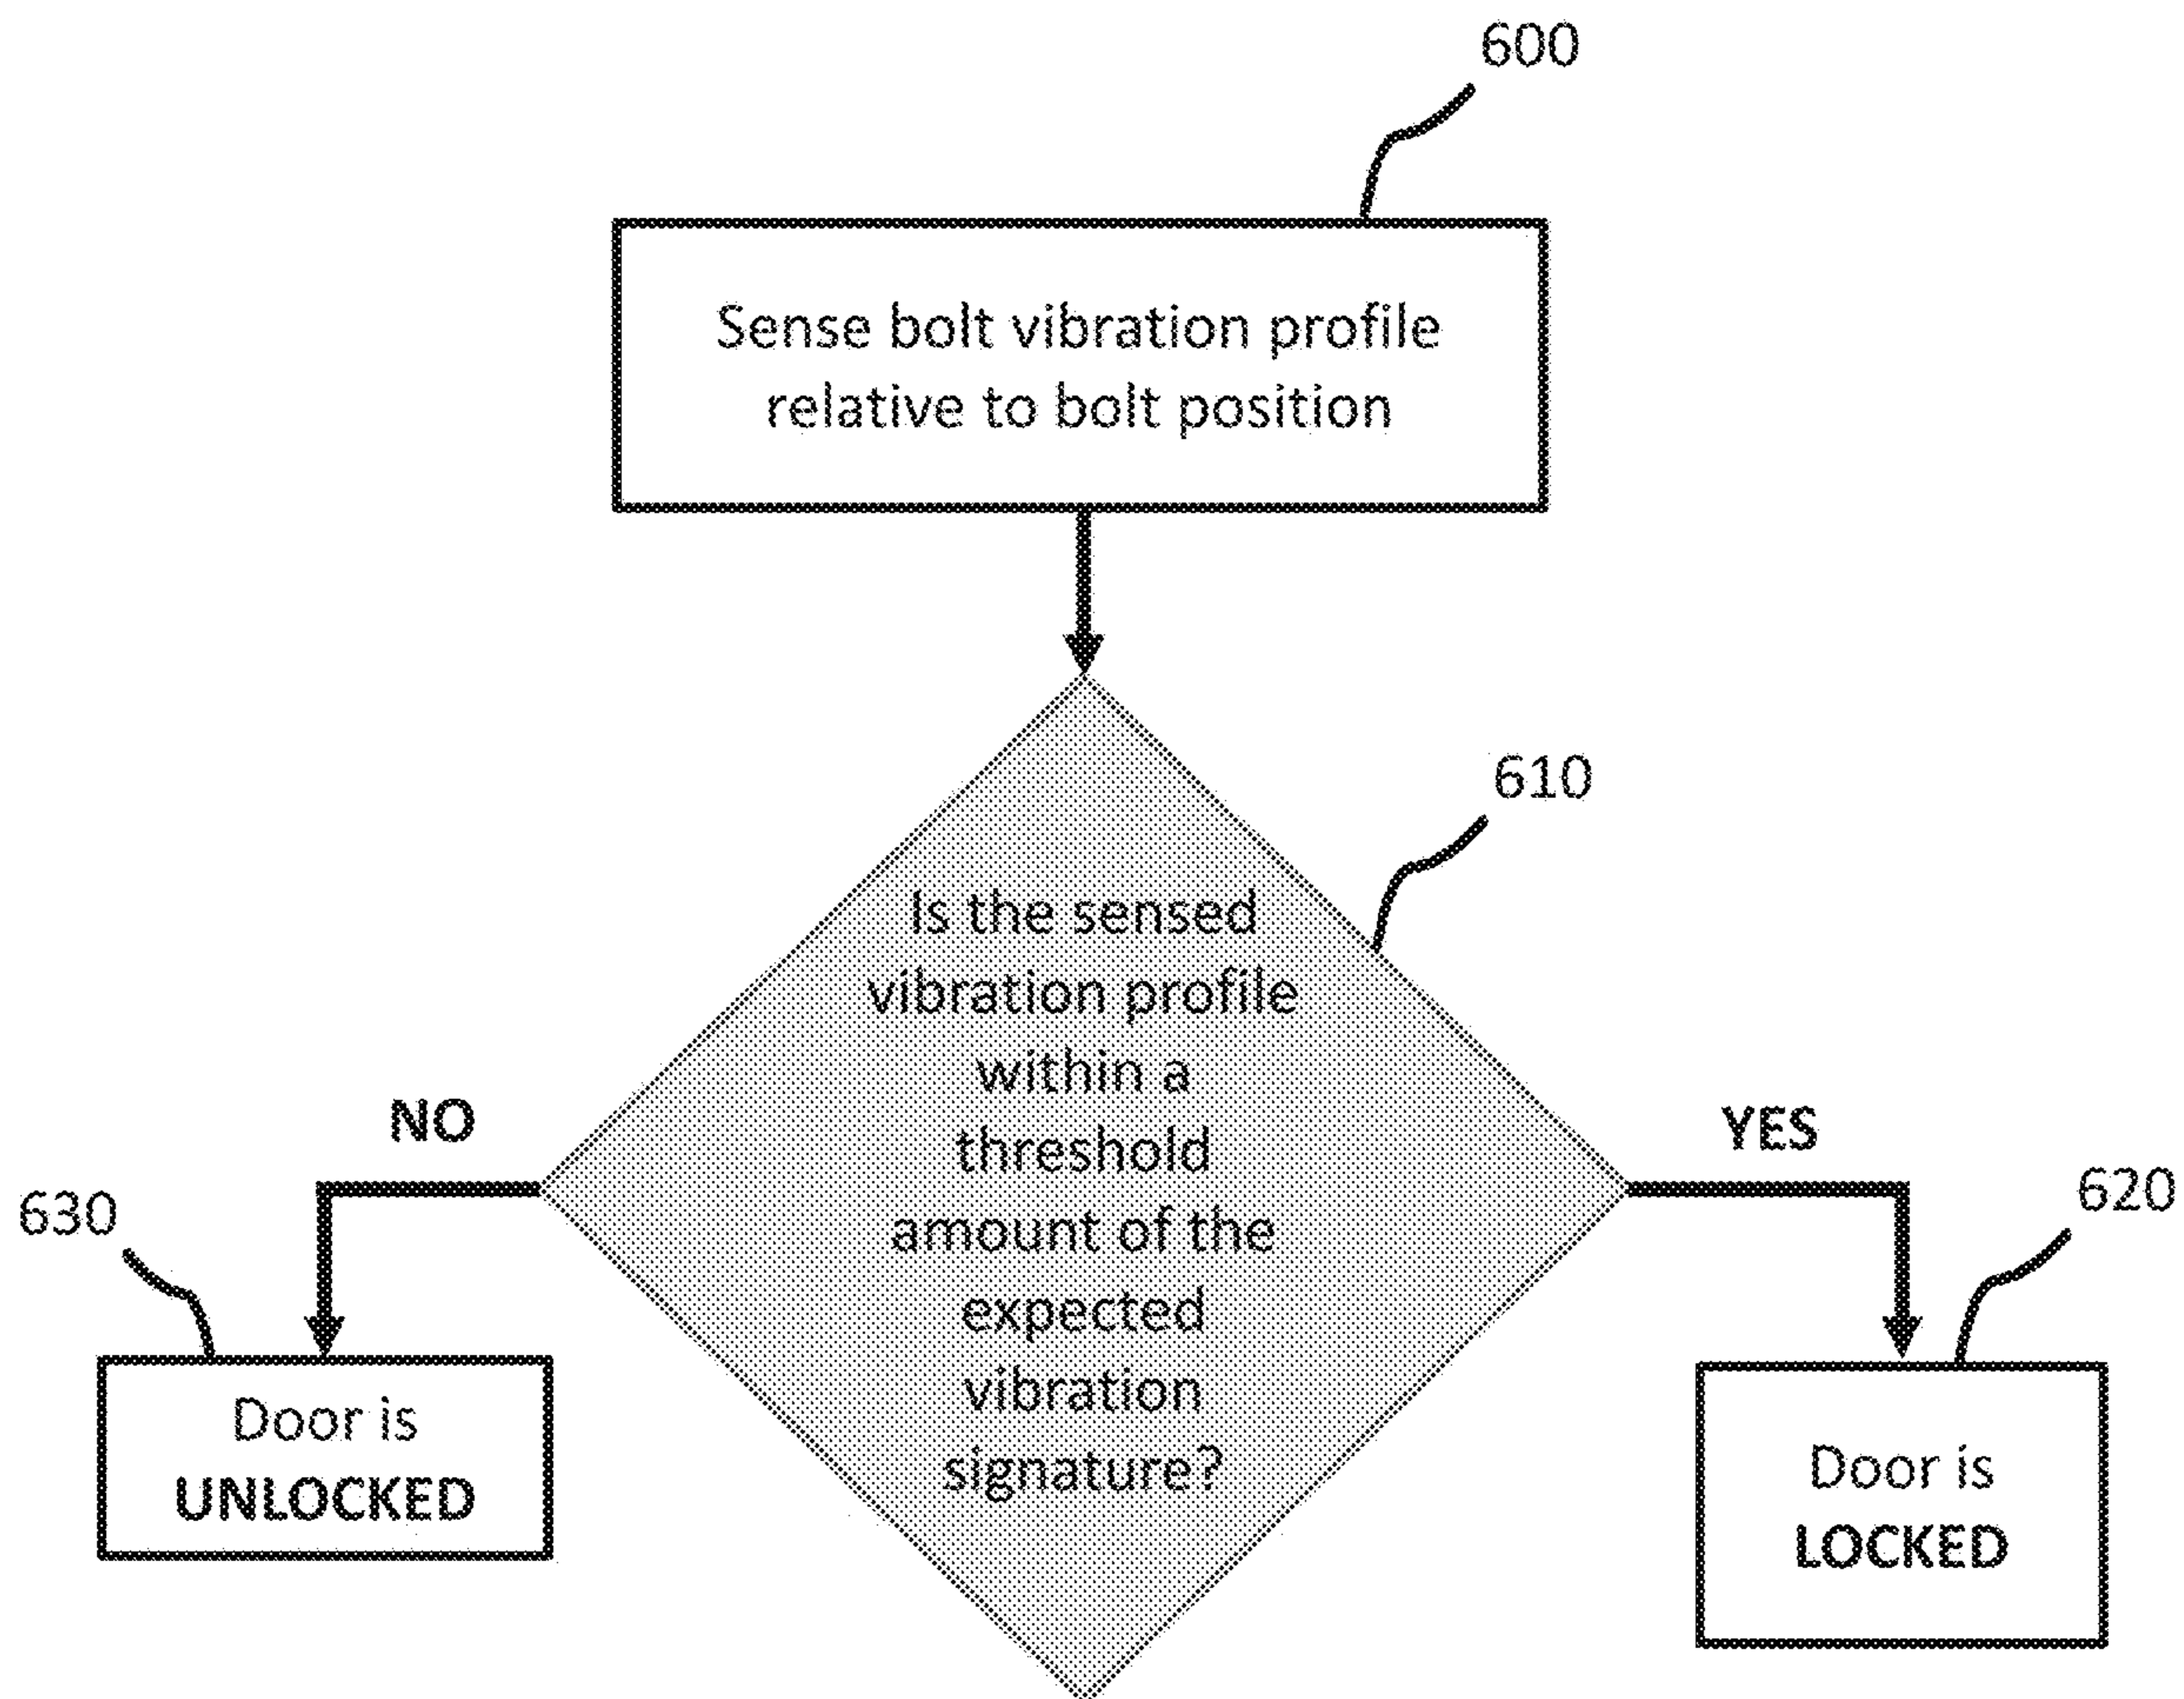 600
Sense bolt vibration profile
relative to bolt position
610
Is the sensed
vibration profile
within a
threshold
amount of the
expected
vibration
signature?
NO
YES
630
620
Door is
UNLOCKED
Door is
LOCKED